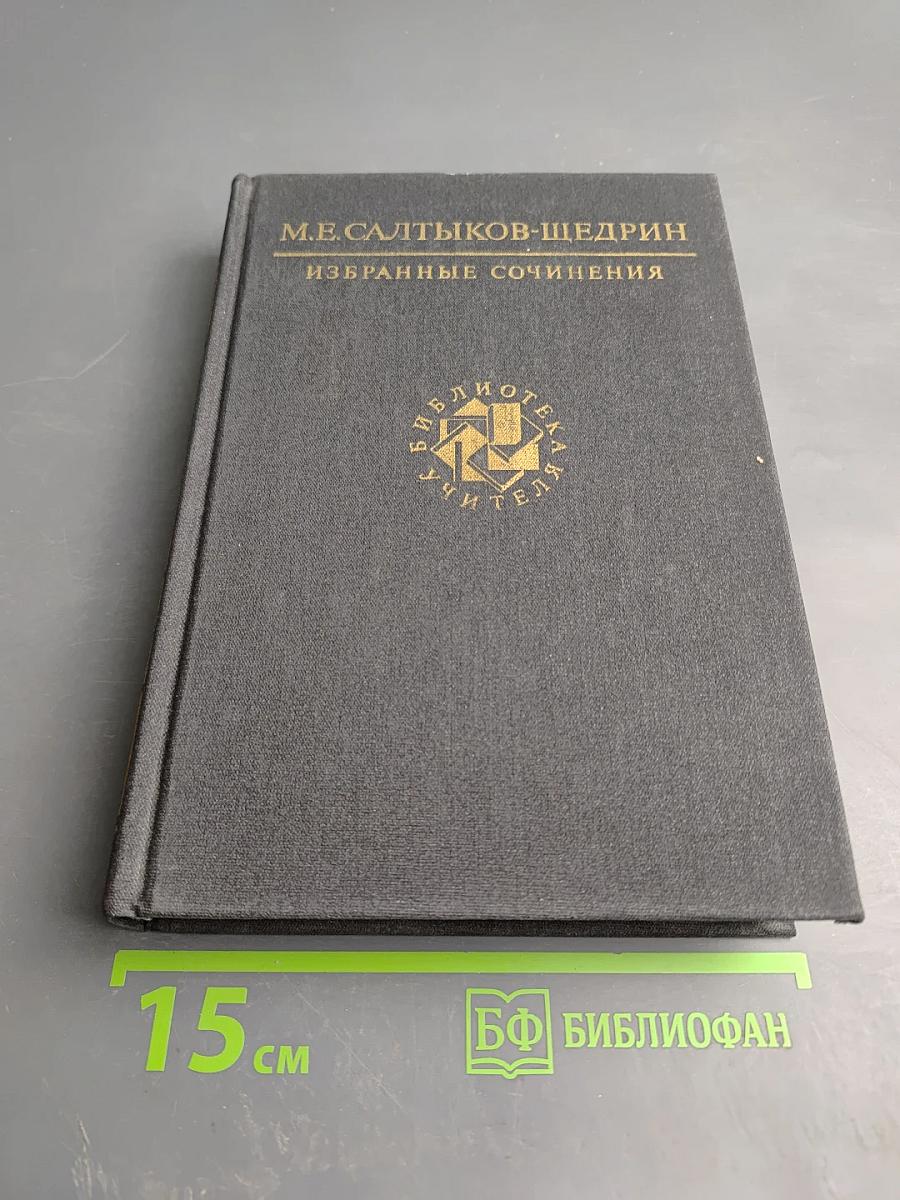 М.Е.САЛТЫКОВ-ЩЕДРИН
ИЗБРАННЫЕ СОЧИНЕНИЯ
БИБЛИОТЕКА
УЧИТЕЛЯ
15 см
БФ БИБЛИОФАН